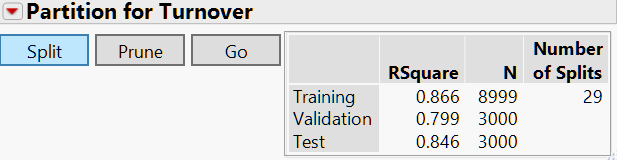 Partition for Turnover
Split Prune Go
Number
RSquare N of Splits
Training 0.866 8999 29
Validation 0.799 3000
Test 0.846 3000